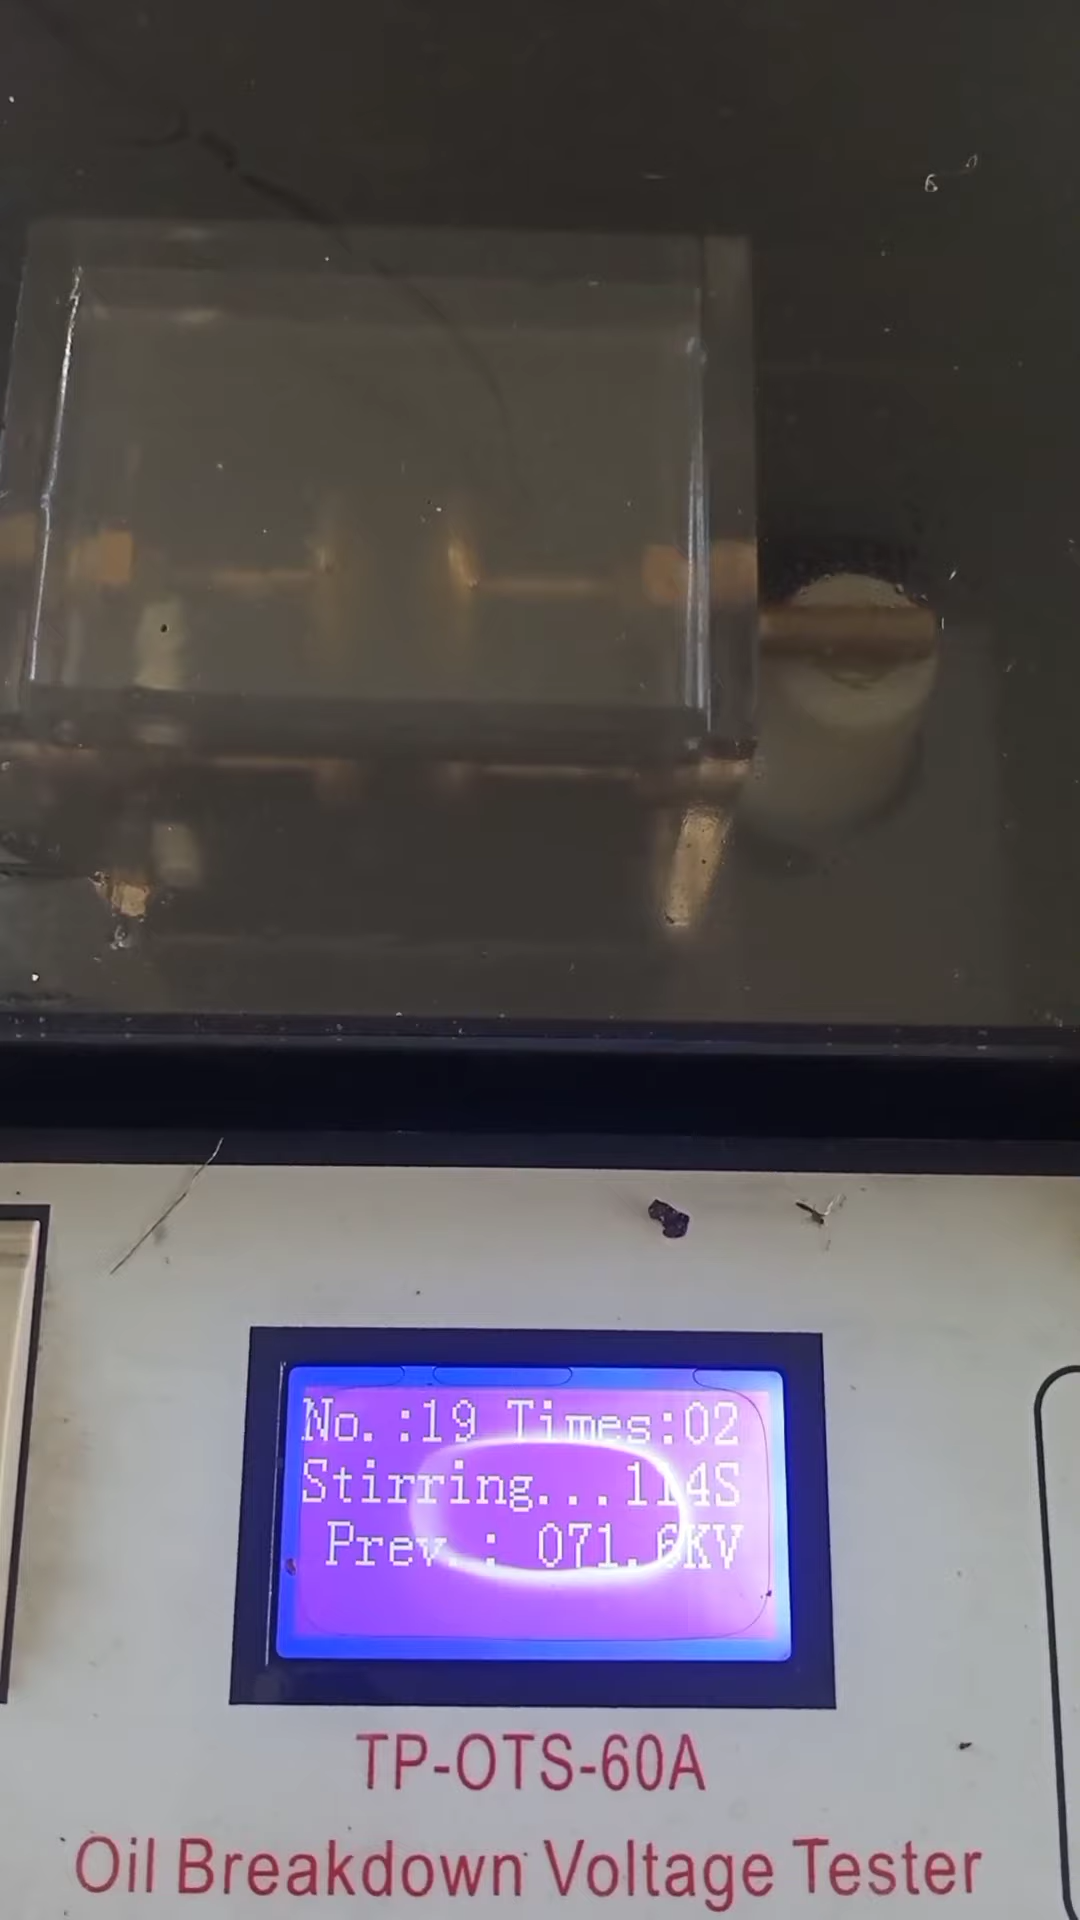 No.:19 Times:02
Stirring...114S
Prev.: 071.6KV
TP-OTS-60A
Oil Breakdown Voltage Tester